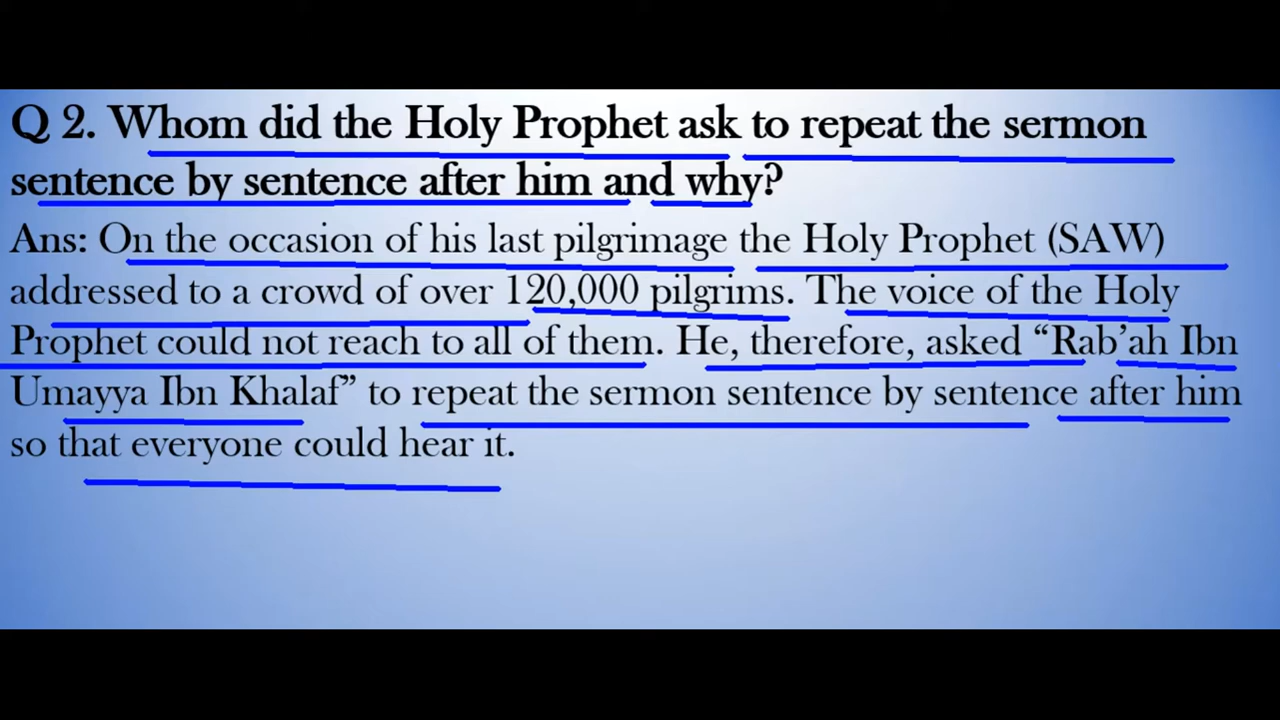 Q 2. Whom did the Holy Prophet ask to repeat the sermon
sentence by sentence after him and why?
Ans: On the occasion of his last pilgrimage the Holy Prophet (SAW)
addressed to a crowd of over 120,000 pilgrims. The voice of the Holy
Prophet could not reach to all of them. He, therefore, asked “Rab’ah Ibn
Umayya Ibn Khalaf” to repeat the sermon sentence by sentence after him
so that everyone could hear it.